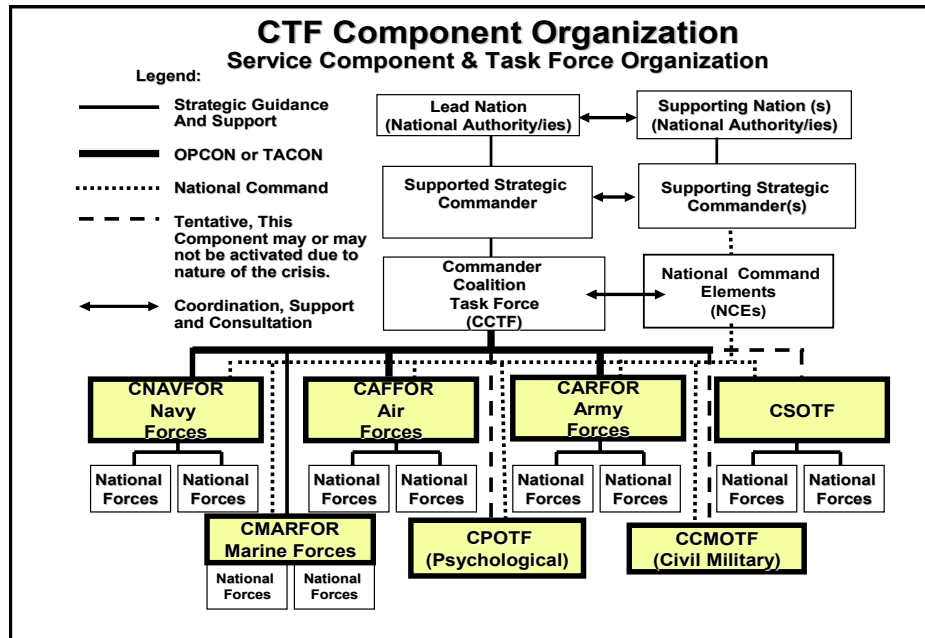 CTF Component Organization
Service Component & Task Force Organization
Legend:
Strategic Guidance
And Support
OPCON or TACON
National Command
Tentative, This
Component may or may
not be activated due to
nature of the crisis.
Coordination, Support
and Consultation
Lead Nation
(National Authority/ies)
Supporting Nation (s)
(National Authority/ies)
Supported Strategic
Commander
Supporting Strategic
Commander(s)
Commander
Coalition
Task Force
(CCTF)
National Command
Elements
(NCEs)
CNAVFOR
Navy
Forces
CAFFOR
Air
Forces
CARFOR
Army
Forces
CSOTF
National
Forces
National
Forces
National
Forces
National
Forces
National
Forces
National
Forces
National
Forces
National
Forces
CMARFOR
Marine Forces
CPOTF
(Psychological)
CCMOTF
(Civil Military)
National
Forces
National
Forces